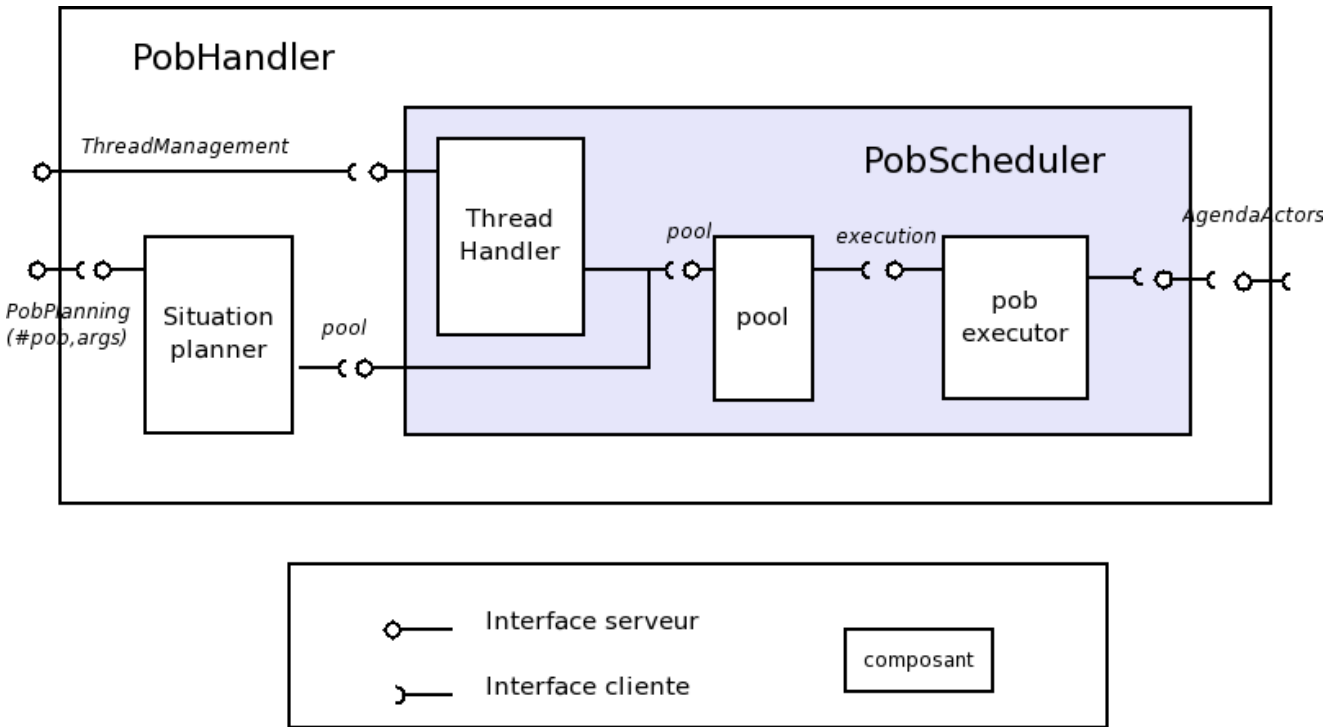 PobHandler
ThreadManagement
PobScheduler
Thread
Handler
AgendaActors
pool
execution
PobPlanning
(#pob,args)
Situation
planner
pool
pool
pob
executor
Interface serveur
Interface cliente
composant